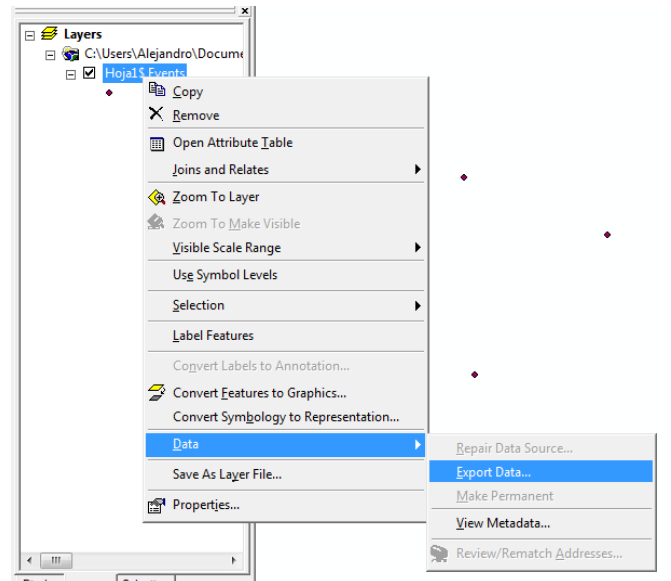 Layers
C:\Users\Alejandro\Docume
Hoja1$ Events
Copy
Remove
Open Attribute Table
Joins and Relates
Zoom To Layer
Zoom To Make Visible
Visible Scale Range
Use Symbol Levels
Selection
Label Features
Convert Labels to Annotation...
Convert Features to Graphics...
Convert Symbology to Representation...
Data
Save As Layer File...
Properties...
Repair Data Source...
Export Data...
Make Permanent
View Metadata...
Review/Rematch Addresses...